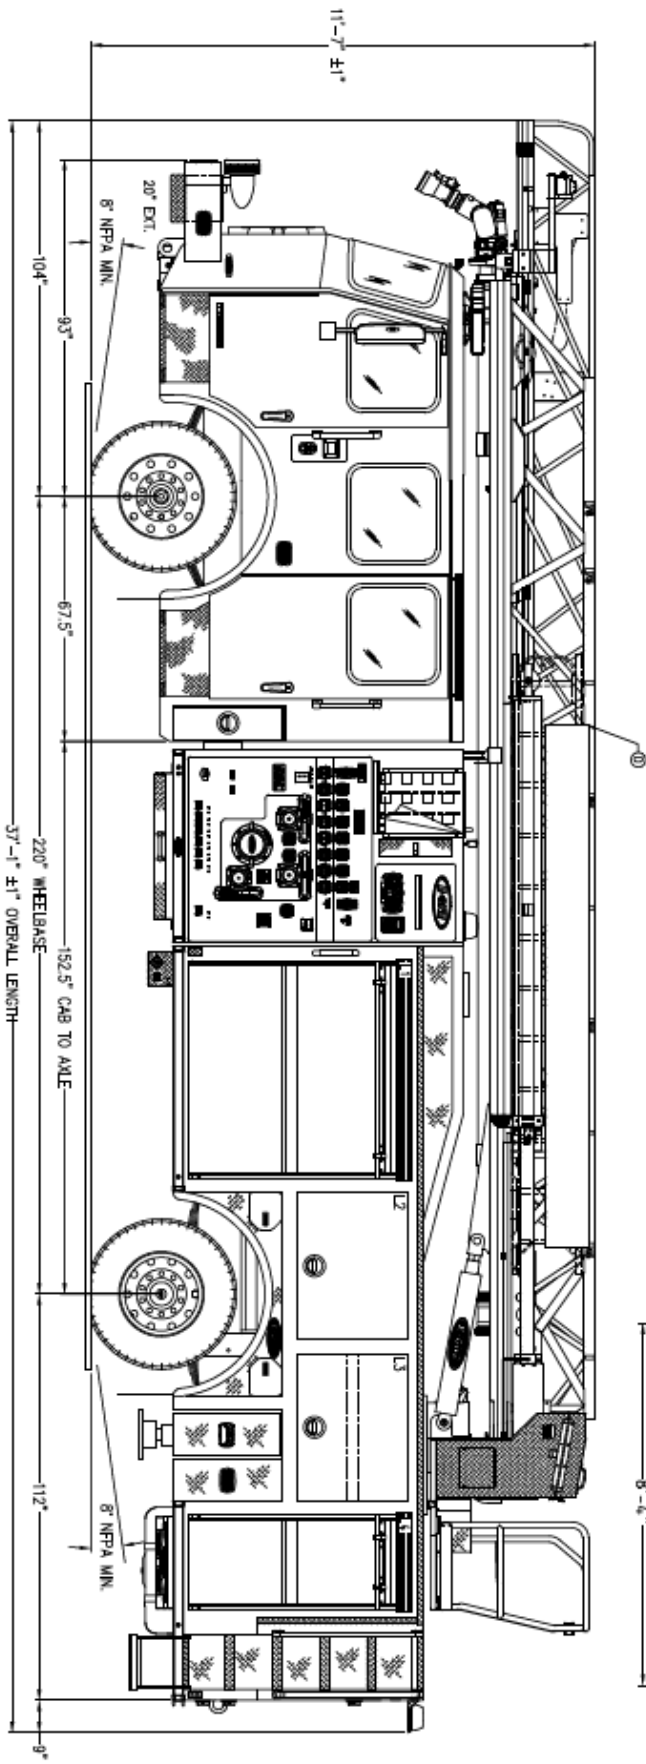 11'-7" ±1"
20" EXT.
8" NFPA MIN.
104"
93"
67.5"
152.5" CAB TO AXLE
220" WHEELBASE
37'-1" ±1" OVERALL LENGTH
112"
9"
8" NFPA MIN.
L2
L3